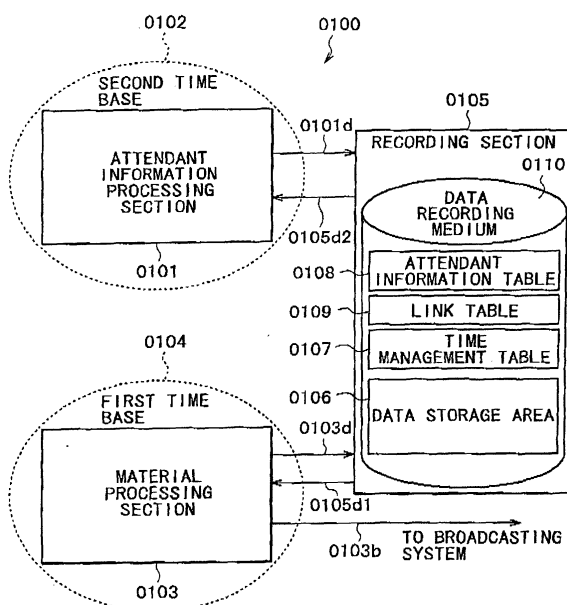 0102
0100
SECOND TIME
BASE
0101d
0105
ATTENDANT
INFORMATION
PROCESSING
SECTION
RECORDING SECTION
0110
DATA
RECORDING
MEDIUM
0105d2
0101
0108
ATTENDANT
INFORMATION TABLE
0109
LINK TABLE
0104
0107
TIME
MANAGEMENT TABLE
FIRST TIME
BASE
0106
DATA STORAGE AREA
0103d
MATERIAL
PROCESSING
SECTION
0105d1
TO BROADCASTING
SYSTEM
0103b
0103